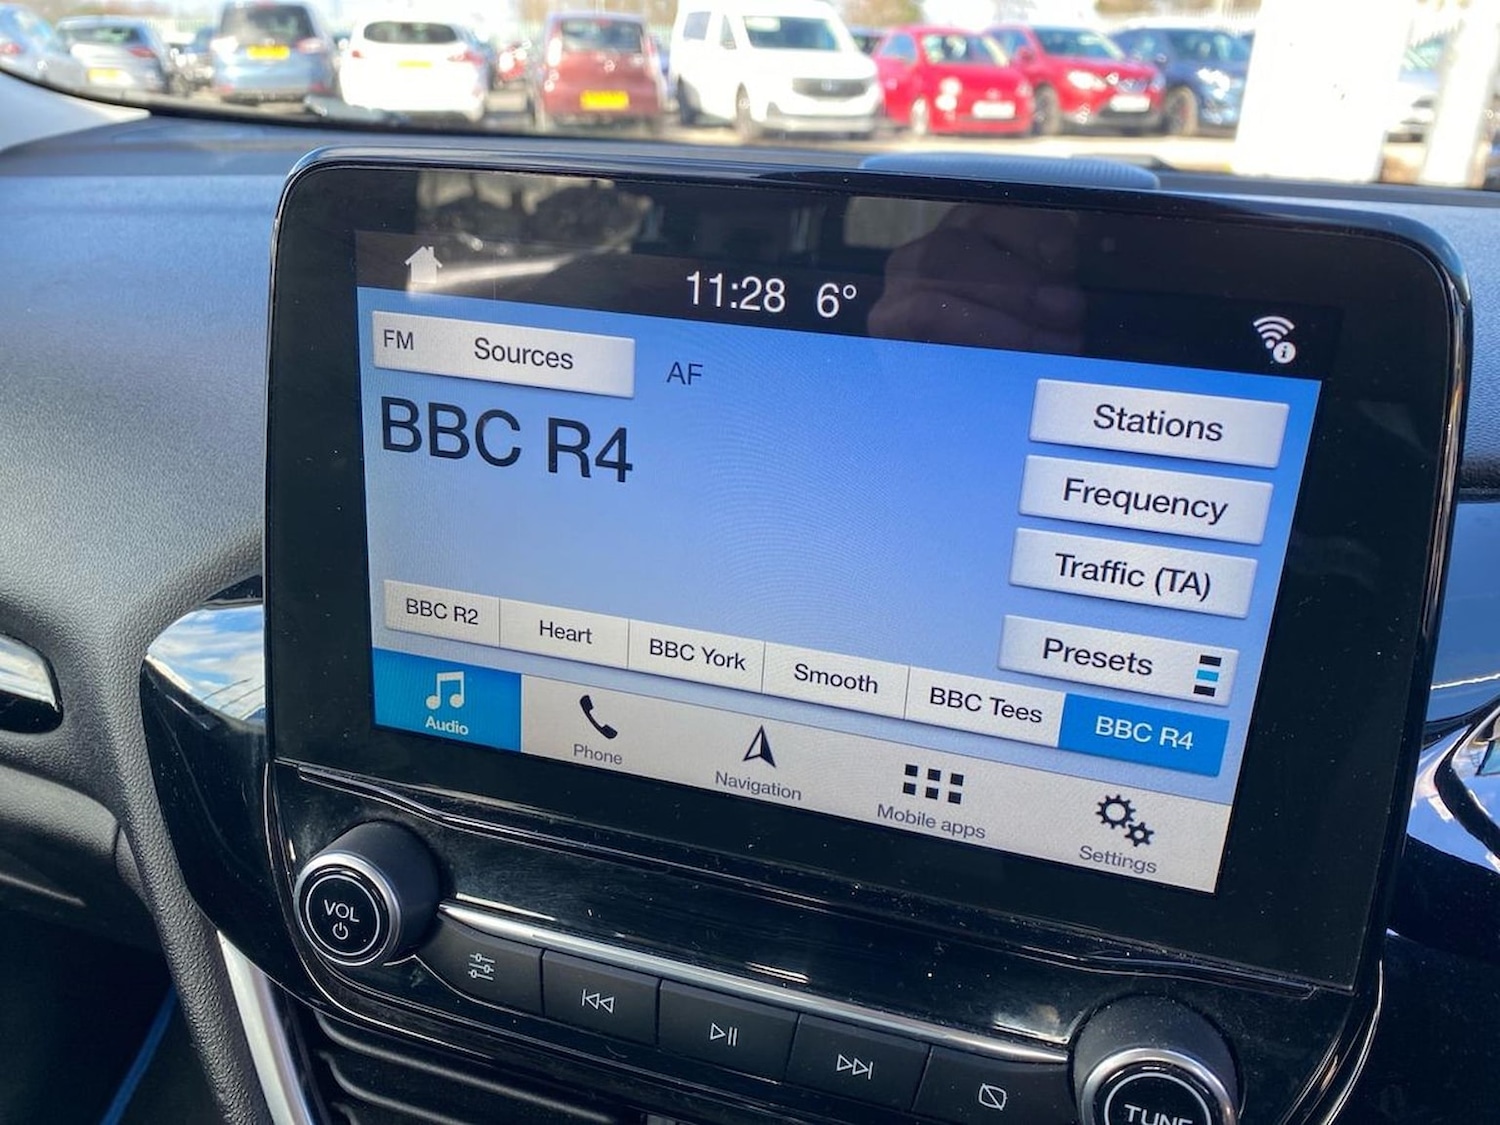 11:28 6°
FM Sources
AF
BBC R4
Stations
Frequency
Traffic (TA)
Presets
BBC R2
Heart
BBC York
Smooth
BBC Tees
BBC R4
Audio
Phone
Navigation
Mobile apps
Settings
VOL
TUNE